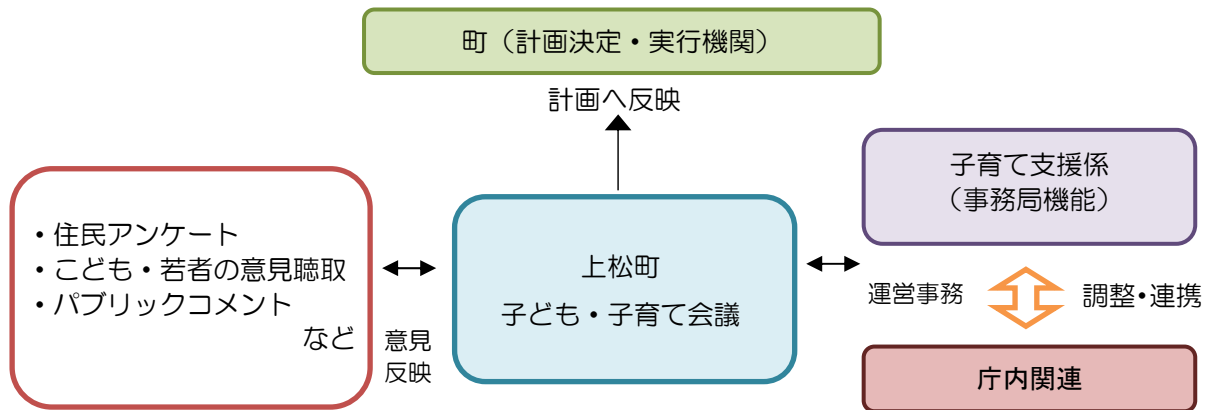 町（計画決定・実行機関）
計画へ反映
子育て支援係
（事務局機能）
・住民アンケート
・こども・若者の意見聴取
・パブリックコメント
など
意見
反映
上松町
子ども・子育て会議
運営事務
調整・連携
庁内関連